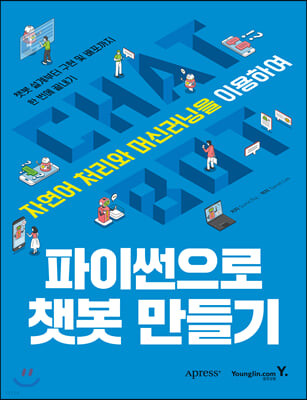 챗봇 설계부터 구현 및 배포까지
한 번에 끝내기
CHAT
BOT
자연어 처리와 머신러닝을 이용하여
파이썬으로
챗봇 만들기
Apress®
Youngjin.com Y.